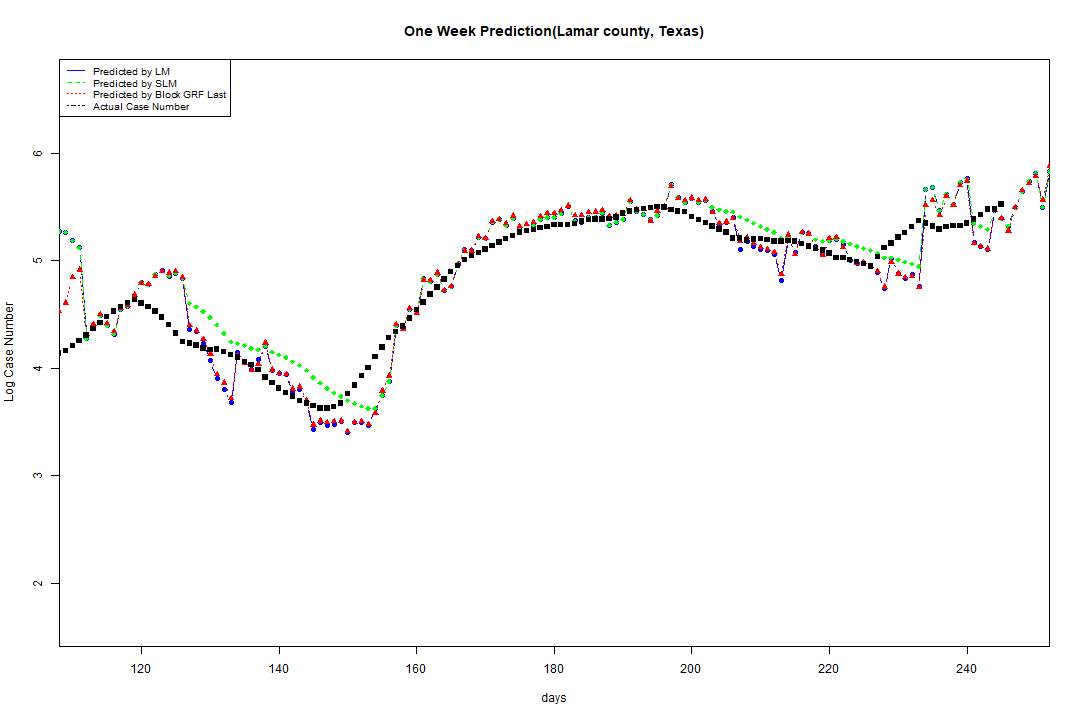 One Week Prediction(Lamar county, Texas)
Predicted by LM
Predicted by SLM
Predicted by Block GRF Last
Actual Case Number
6
5
4
3
2
Log Case Number
120 140 160 180 200 220 240
days